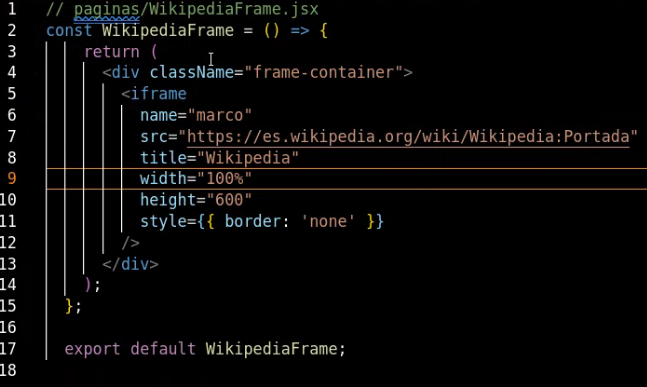 1 // paginas/WikipediaFrame.jsx
2 const WikipediaFrame = () => {
3 return (
4 <div className="frame-container">
5 <iframe
6 name="marco"
7 src="https://es.wikipedia.org/wiki/Wikipedia:Portada"
8 title="Wikipedia"
9 width="100%"
10 height="600"
11 style={{ border: 'none' }}
12 />
13 </div>
14 );
15 };
16
17 export default WikipediaFrame;
18